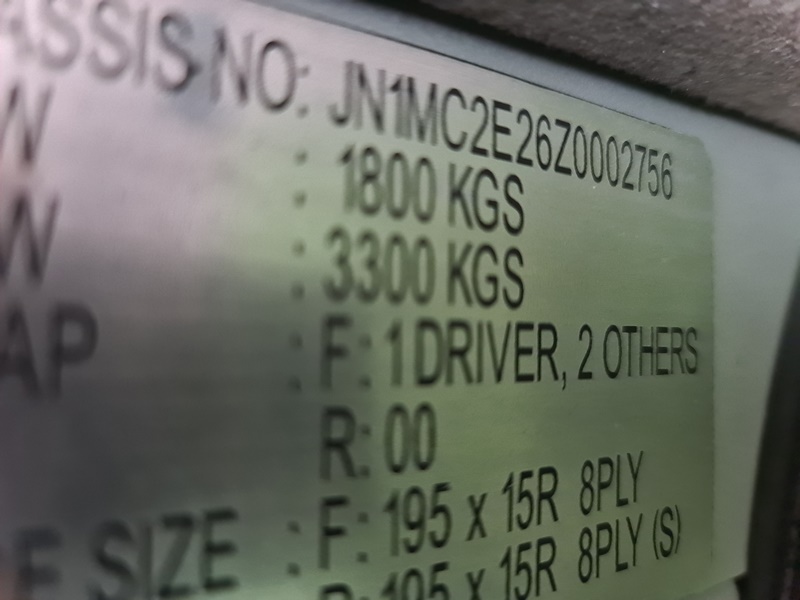 ASSIS NO: JN1MC2E26Z0002756
W : 1800 KGS
W : 3300 KGS
AP : F: 1 DRIVER, 2 OTHERS
R: 00
E SIZE : F: 195 x 15R 8PLY
R: 195 x 15R 8PLY (S)